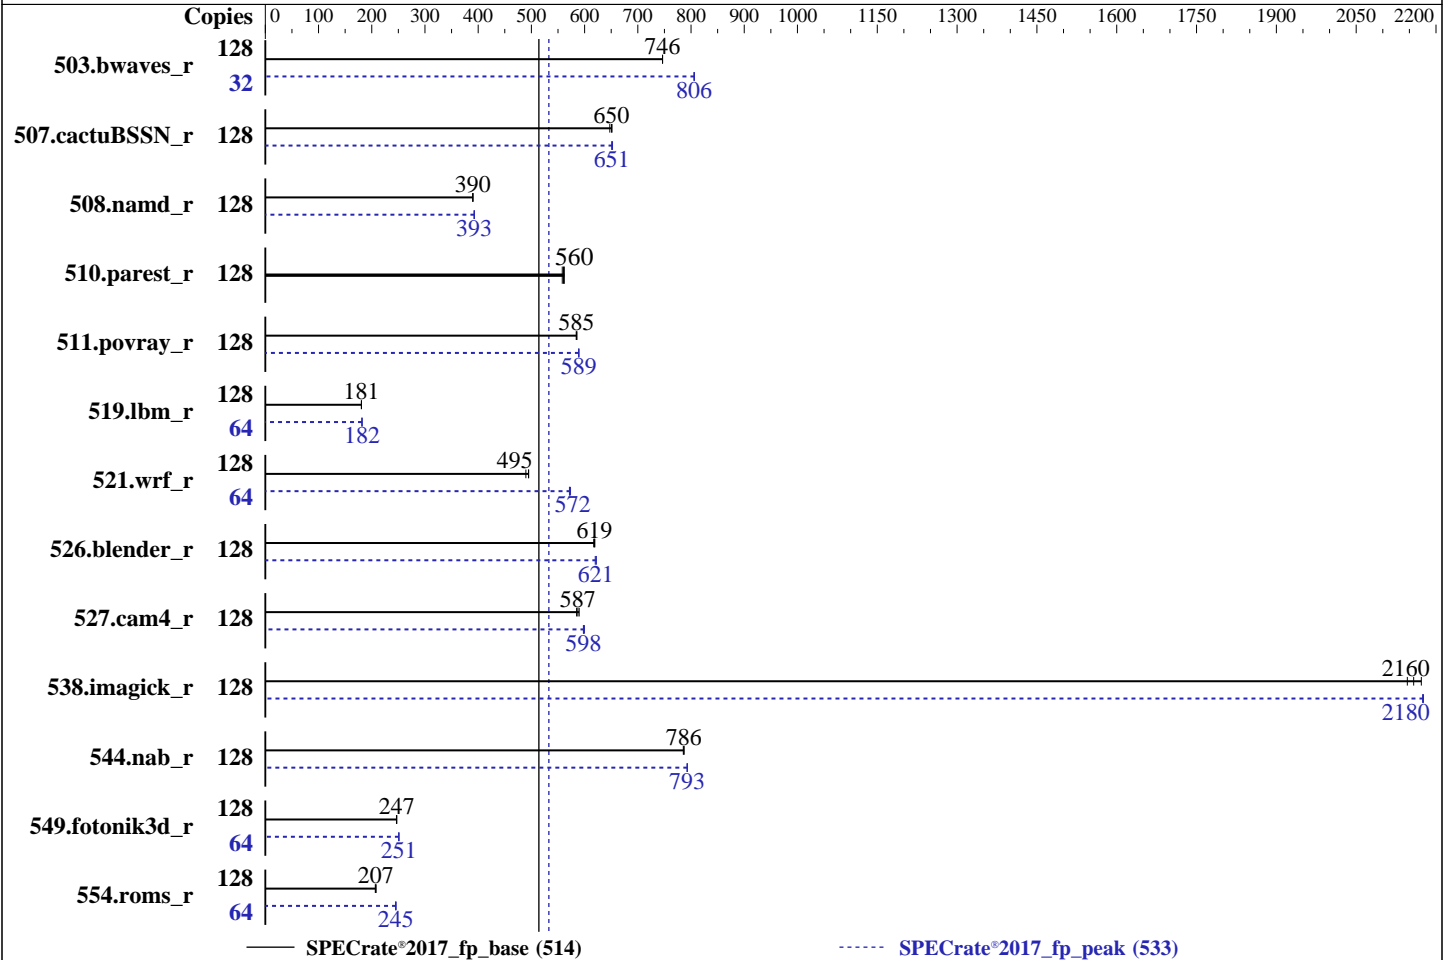 Copies 0 100 200 300 400 500 600 700 800 900 1000 1150 1300 1450 1600 1750 1900 2050 2200
503.bwaves_r 128 746
32 806
507.cactuBSSN_r 128 650
651
508.namd_r 128 390
393
510.parest_r 128 560
511.povray_r 128 585
589
519.lbm_r 128 181
64 182
521.wrf_r 128 495
64 572
526.blender_r 128 619
621
527.cam4_r 128 587
598
538.imagick_r 128 2160
2180
544.nab_r 128 786
793
549.fotonik3d_r 128 247
64 251
554.roms_r 128 207
64 245
SPECrate®2017_fp_base (514) SPECrate®2017_fp_peak (533)